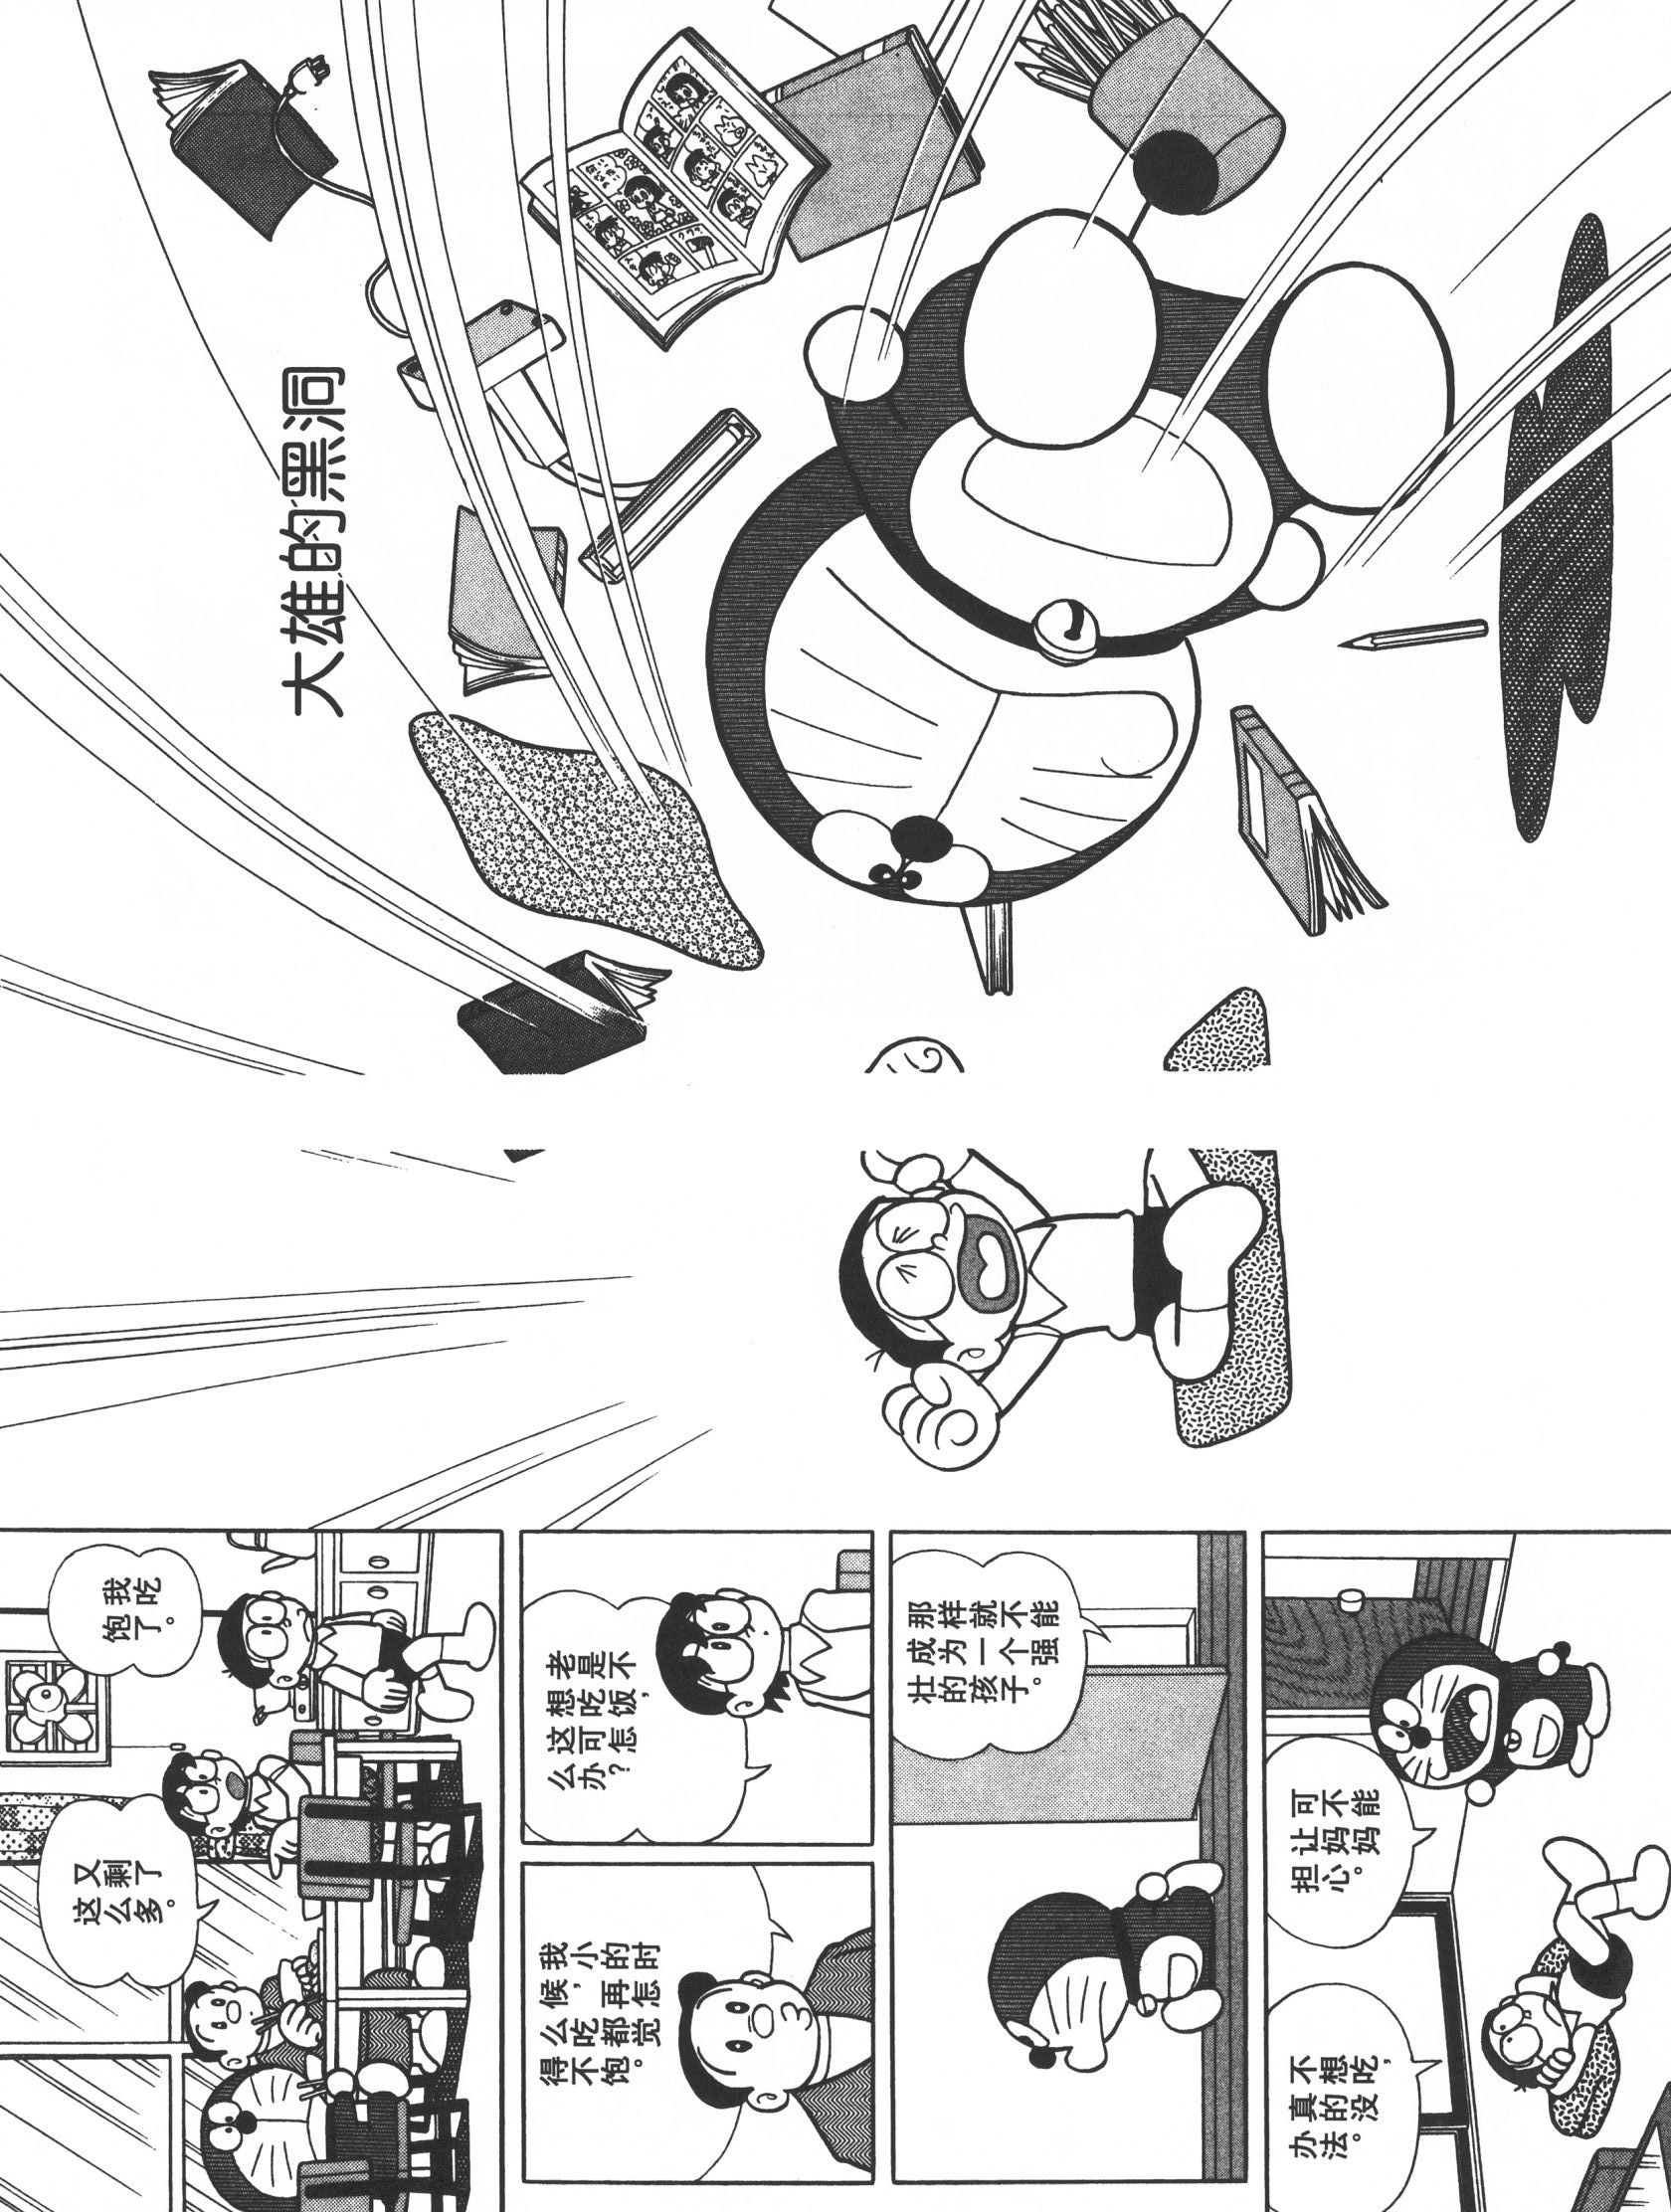 大雄的黑洞
我吃
饱了。
又剩了
这么多。
老是不
想吃饭，
这可怎
么办？
我小的时
候，再怎
么吃都觉
得不饱。
那样就不能
成为一个强
壮的孩子。
可不能
让妈妈
担心。
不想吃，
真的没
办法。